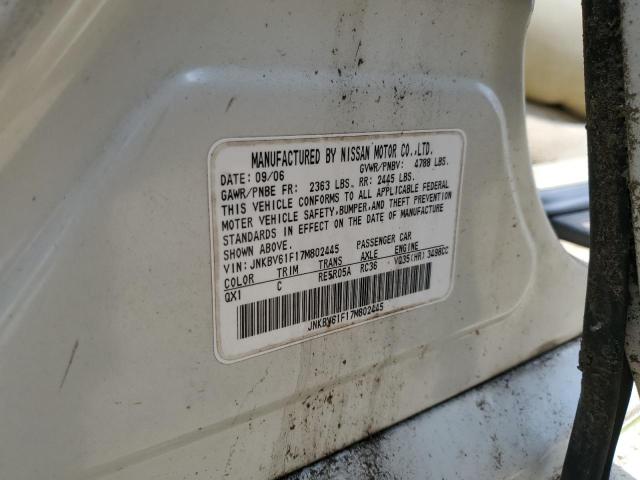 MANUFACTURED BY NISSAN MOTOR CO.,LTD.
DATE: 09/06 GVWR/PNBV: 4788 LBS.
GAWR/PNBE FR: 2363 LBS. RR: 2445 LBS.
THIS VEHICLE CONFORMS TO ALL APPLICABLE FEDERAL
MOTER VEHICLE SAFETY, BUMPER, AND THEFT PREVENTION
STANDARDS IN EFFECT ON THE DATE OF MANUFACTURE
SHOWN ABOVE.
VIN: JNKBV61F17M802445 PASSENGER CAR
COLOR TRIM TRANS AXLE ENGINE
QX1 C RE5R05A RC36 VQ35(HR) 3498CC
JNKBV61F17M802445